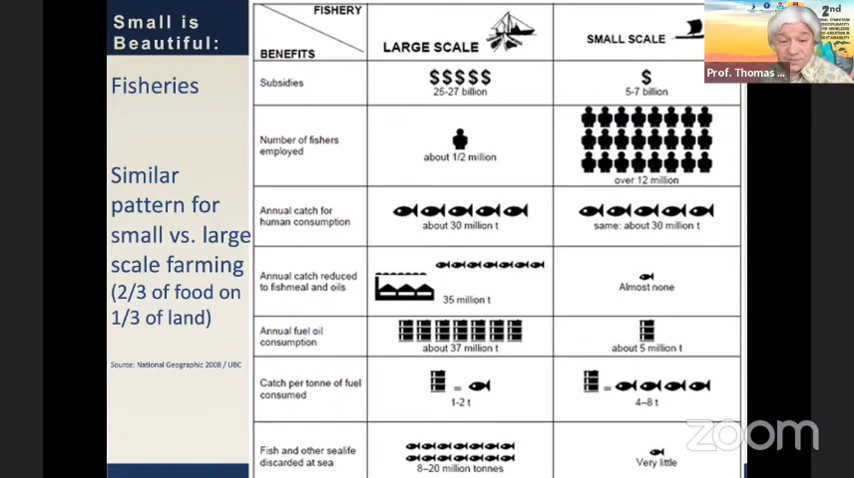 Small is
Beautiful:
Fisheries
Similar
pattern for
small vs. large
scale farming
(2/3 of food on
1/3 of land)
Source: National Geographic 2008 / UBC
FISHERY
BENEFITS
LARGE SCALE
SMALL SCALE
Subsidies
$$$$$
25-27 billion
$
5-7 billion
Number of fishers
employed
about 1/2 million
over 12 million
Annual catch for
human consumption
about 30 million t
same: about 30 million t
Annual catch reduced
to fishmeal and oils
35 million t
Almost none
Annual fuel oil
consumption
about 37 million t
about 5 million t
Catch per tonne of fuel
consumed
=
1-2 t
=
4–8 t
Fish and other sealife
discarded at sea
8–20 million tonnes
Very little
2nd
Prof. Thomas ...
zoom